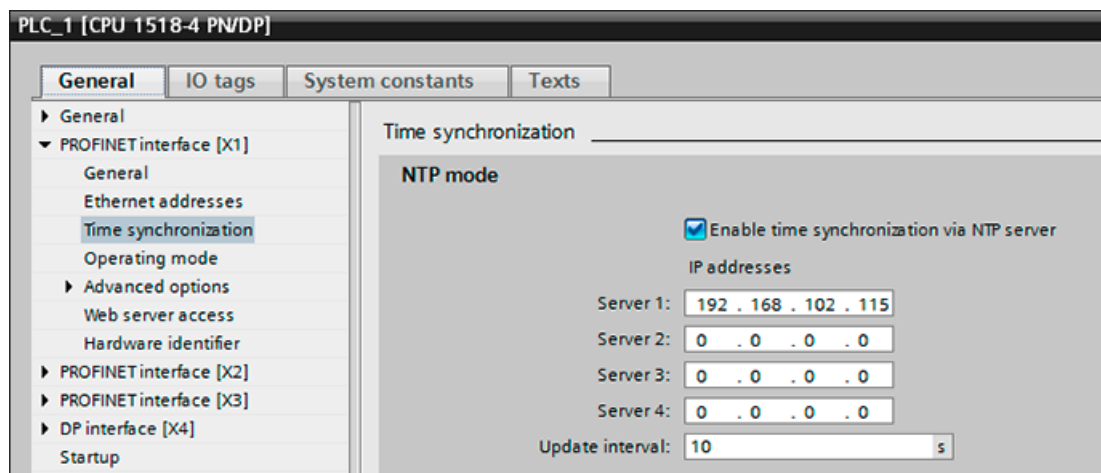 PLC_1 [CPU 1518-4 PN/DP]
General IO tags System constants Texts
General
PROFINET interface [X1]
General
Ethernet addresses
Time synchronization
Operating mode
Advanced options
Web server access
Hardware identifier
PROFINET interface [X2]
PROFINET interface [X3]
DP interface [X4]
Startup
Time synchronization
NTP mode
Enable time synchronization via NTP server
IP addresses
Server 1: 192 . 168 . 102 . 115
Server 2: 0 . 0 . 0 . 0
Server 3: 0 . 0 . 0 . 0
Server 4: 0 . 0 . 0 . 0
Update interval: 10 s